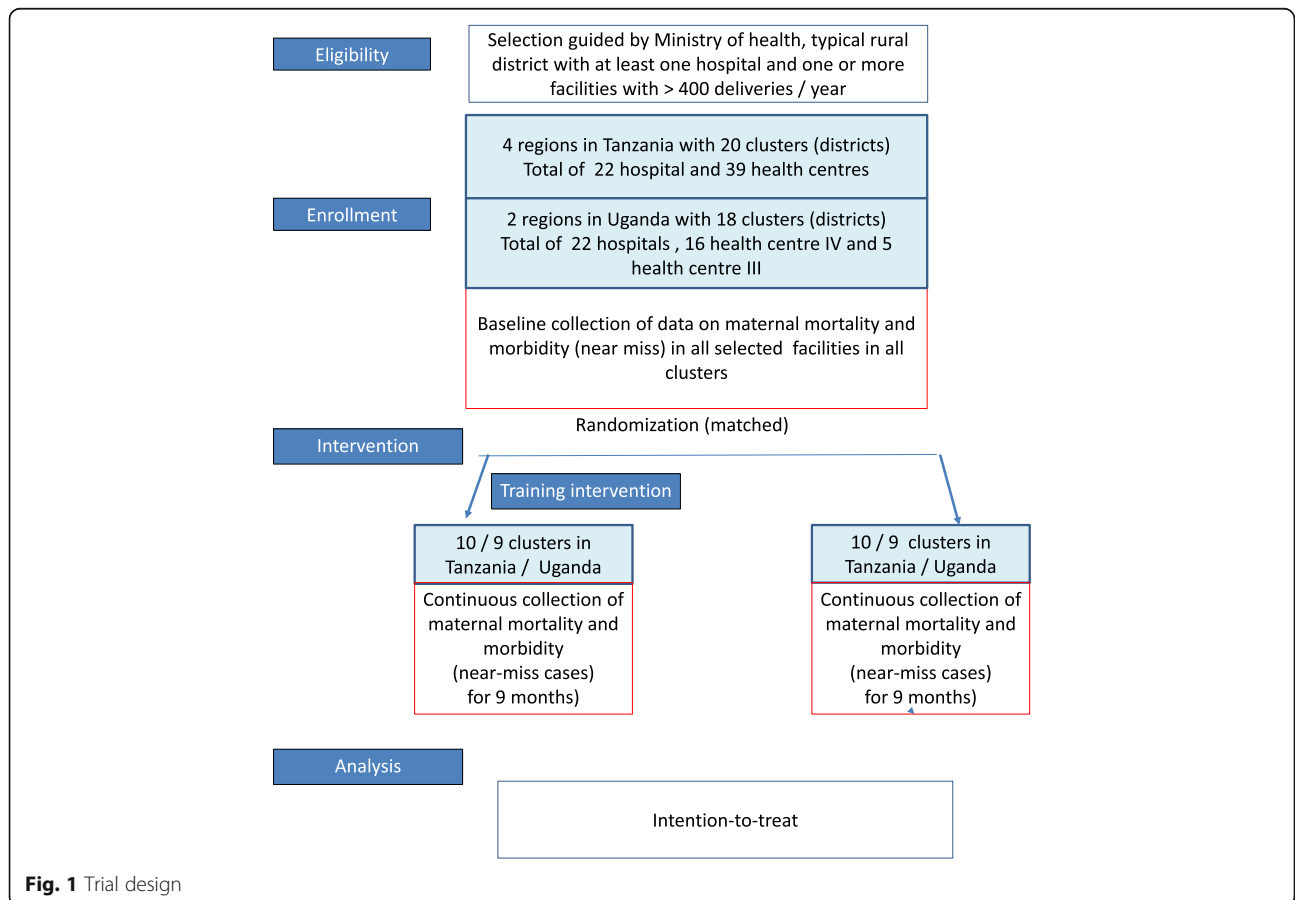 Eligibility
Selection guided by Ministry of health, typical rural
district with at least one hospital and one or more
facilities with > 400 deliveries / year
4 regions in Tanzania with 20 clusters (districts)
Total of 22 hospital and 39 health centres
Enrollment
2 regions in Uganda with 18 clusters (districts)
Total of 22 hospitals , 16 health centre IV and 5
health centre III
Baseline collection of data on maternal mortality and
morbidity (near miss) in all selected facilities in all
clusters
Randomization (matched)
Intervention
Training intervention
10 / 9 clusters in
Tanzania / Uganda
Continuous collection of
maternal mortality and
morbidity
(near-miss cases)
for 9 months)
10 / 9 clusters in
Tanzania / Uganda
Continuous collection of
maternal mortality and
morbidity
(near-miss cases)
for 9 months)
Analysis
Intention-to-treat
Fig. 1 Trial design